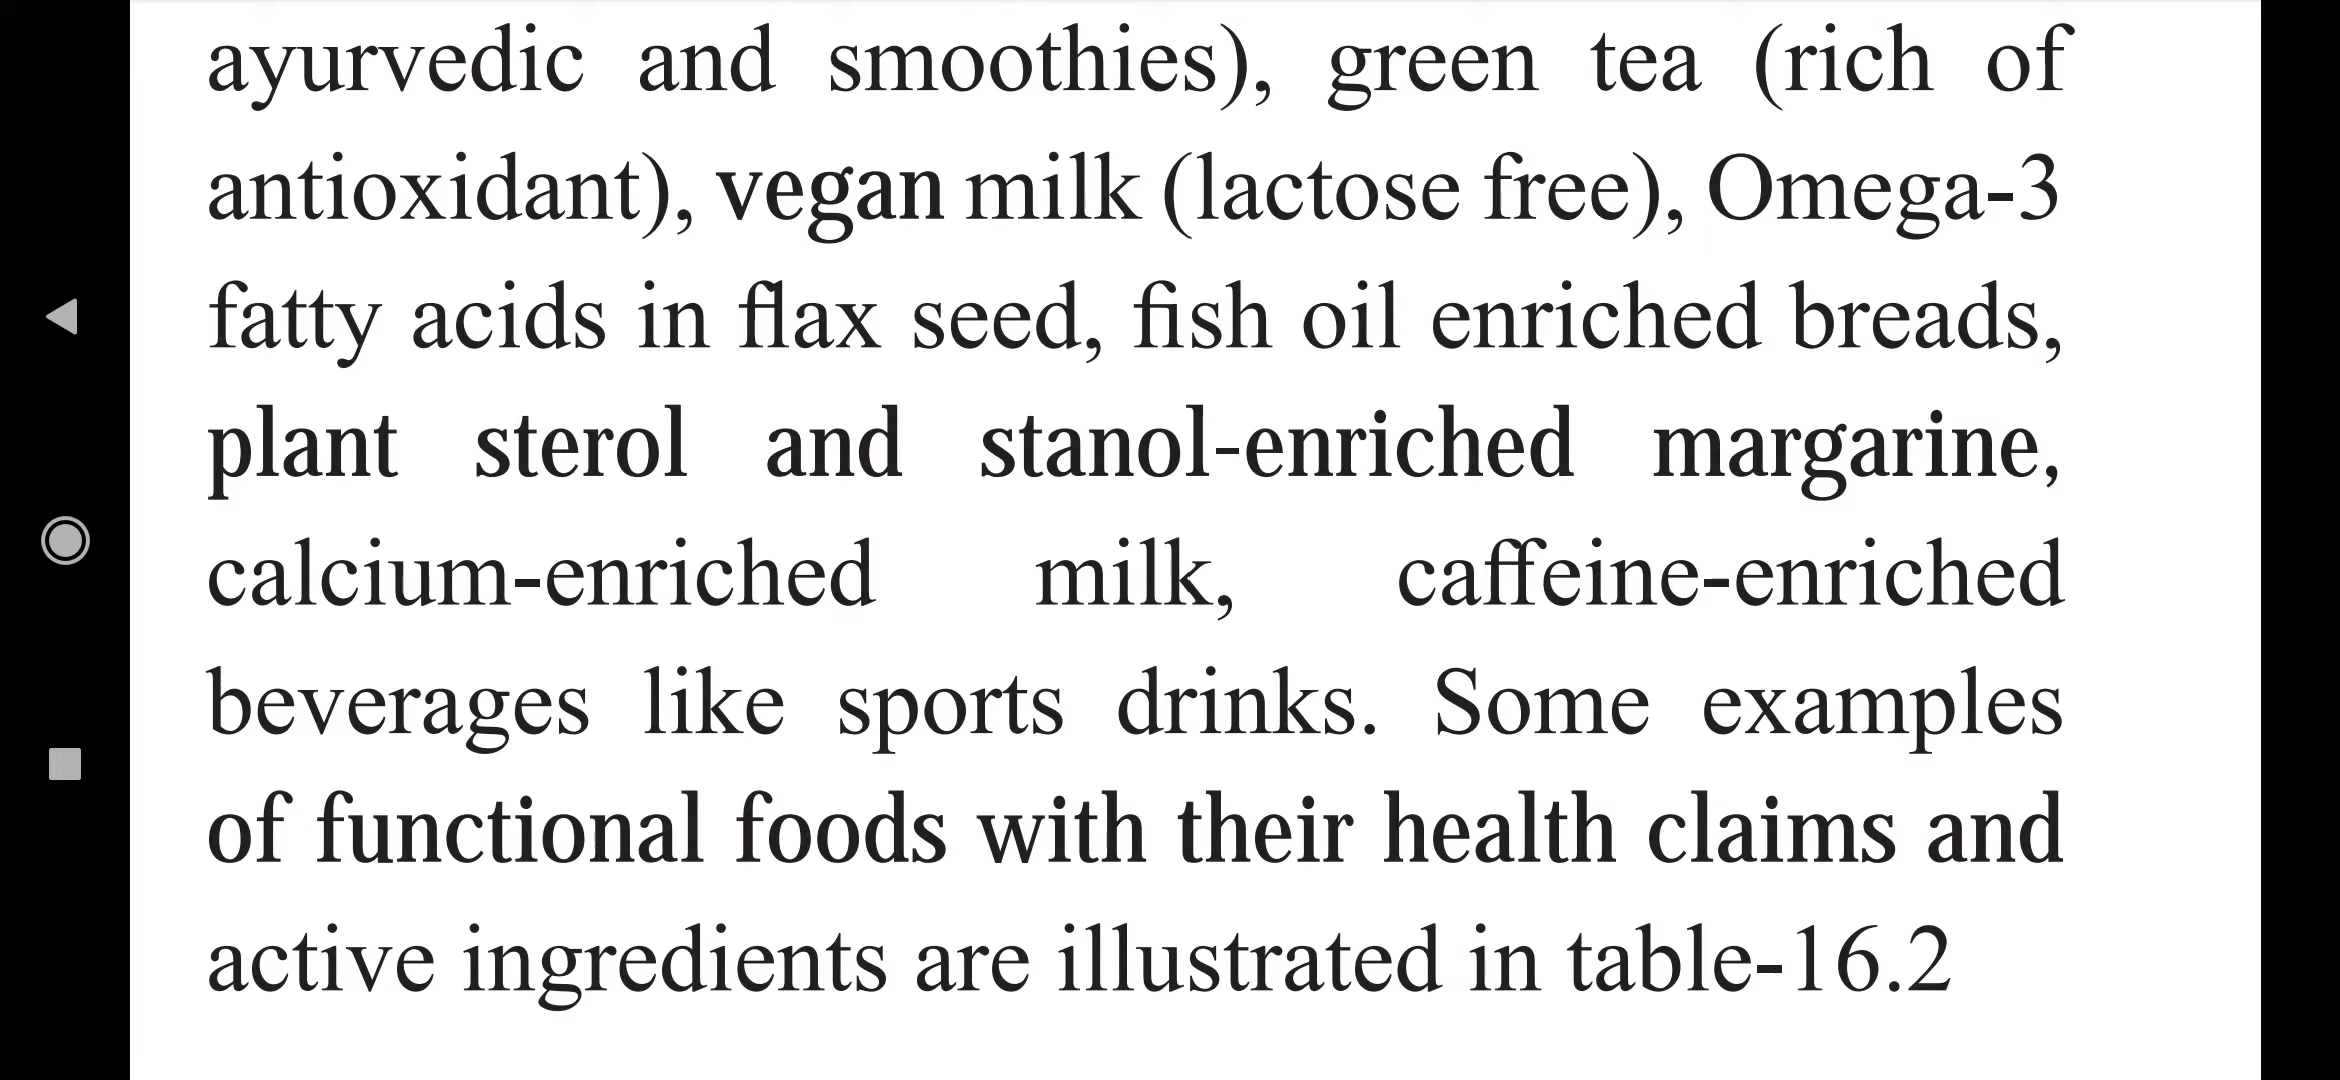 ayurvedic and smoothies), green tea (rich of
antioxidant), vegan milk (lactose free), Omega-3
fatty acids in flax seed, fish oil enriched breads,
plant sterol and stanol-enriched margarine,
calcium-enriched milk, caffeine-enriched
beverages like sports drinks. Some examples
of functional foods with their health claims and
active ingredients are illustrated in table-16.2